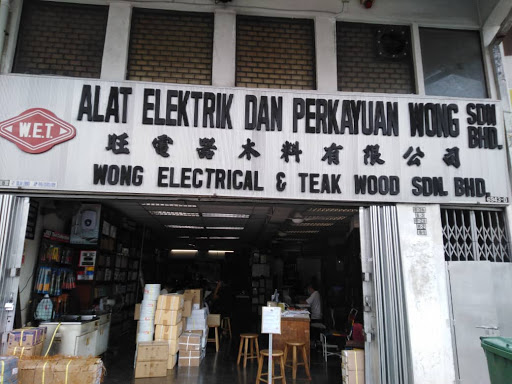 W.E.T.
ALAT ELEKTRIK DAN PERKAYUAN WONG SDN BHD.
旺電器木料有限公司
WONG ELECTRICAL & TEAK WOOD SDN. BHD.